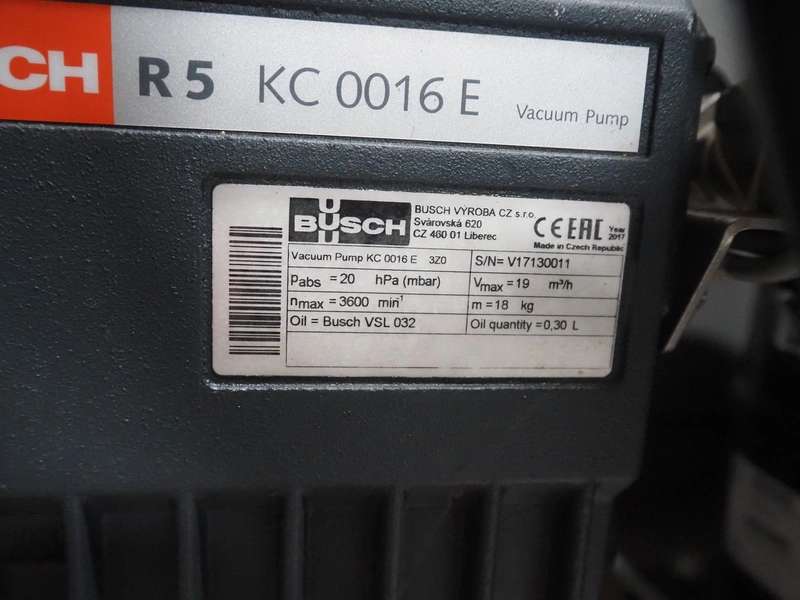 CH R 5 KC 0016 E Vacuum Pump
U
BUSCH
U
BUSCH VÝROBA CZ s.r.o.
Svárovská 620
CZ 460 01 Liberec
CE EAC Year 2017
Made in Czech Republic
Vacuum Pump KC 0016 E 3Z0 S/N= V17130011
Pabs = 20 hPa (mbar) Vmax = 19 m³/h
nmax = 3600 min⁻¹ m = 18 kg
Oil = Busch VSL 032 Oil quantity =0,30 L